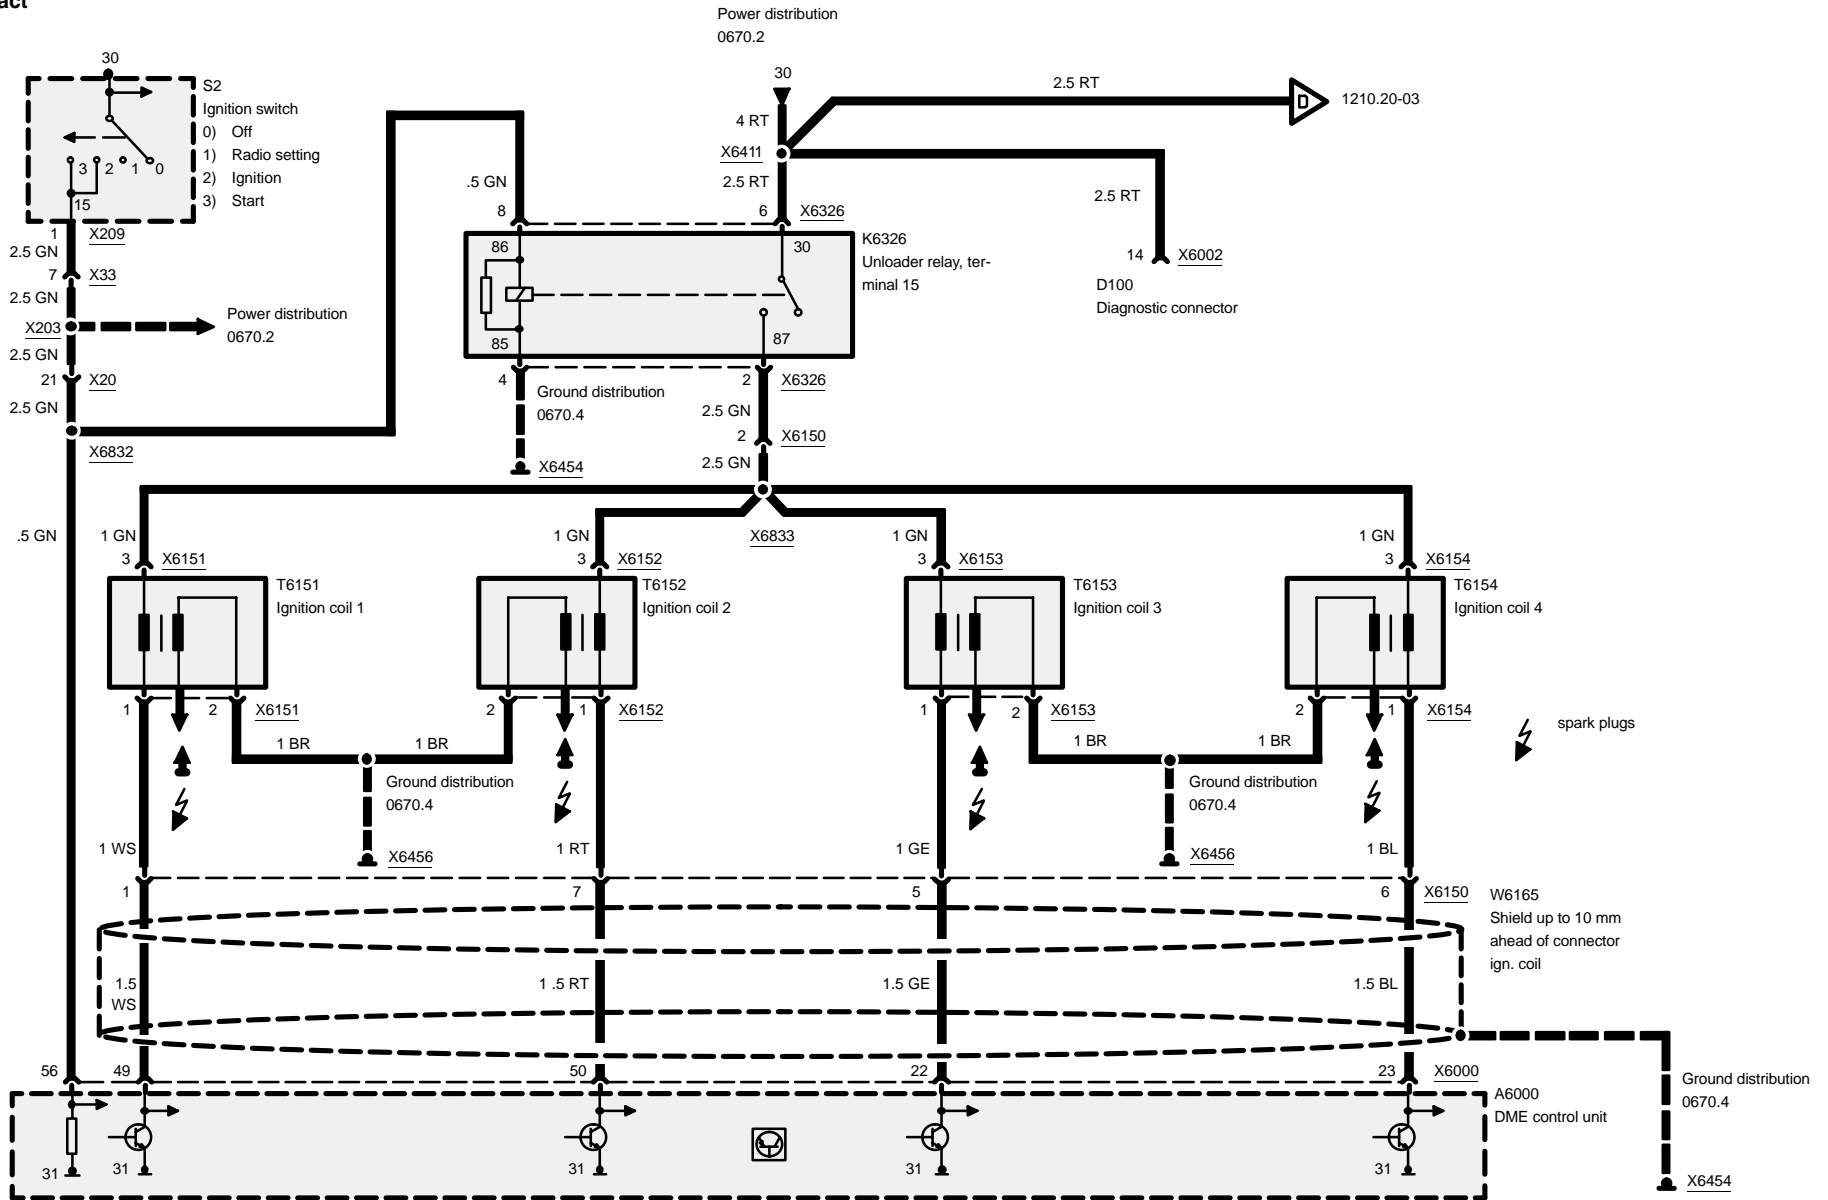 act
Power distribution
0670.2
30
30
S2
Ignition switch
0) Off
1) Radio setting
2) Ignition
3) Start
3 2 1 0
15
2.5 RT
D
1210.20-03
4 RT
X6411
.5 GN
2.5 RT
2.5 RT
8
6
X6326
1
X209
2.5 GN
7
X33
2.5 GN
X203
Power distribution
0670.2
2.5 GN
21
X20
2.5 GN
X6832
86
30
85
87
K6326
Unloader relay, ter-
minal 15
14
X6002
D100
Diagnostic connector
4
Ground distribution
0670.4
2
X6326
2.5 GN
2
X6150
2.5 GN
X6454
.5 GN
1 GN
1 GN
X6833
1 GN
1 GN
3
X6151
3
X6152
3
X6153
3
X6154
T6151
Ignition coil 1
T6152
Ignition coil 2
T6153
Ignition coil 3
T6154
Ignition coil 4
1
2
X6151
2
1
X6152
1
2
X6153
2
1
X6154
spark plugs
1 BR
1 BR
1 BR
1 BR
Ground distribution
0670.4
Ground distribution
0670.4
1 WS
X6456
1 RT
1 GE
X6456
1 BL
1
7
5
6
X6150
W6165
Shield up to 10 mm
ahead of connector
ign. coil
1.5
WS
1 .5 RT
1.5 GE
1.5 BL
56
49
50
22
23
X6000
A6000
DME control unit
Ground distribution
0670.4
31
31
31
31
31
X6454